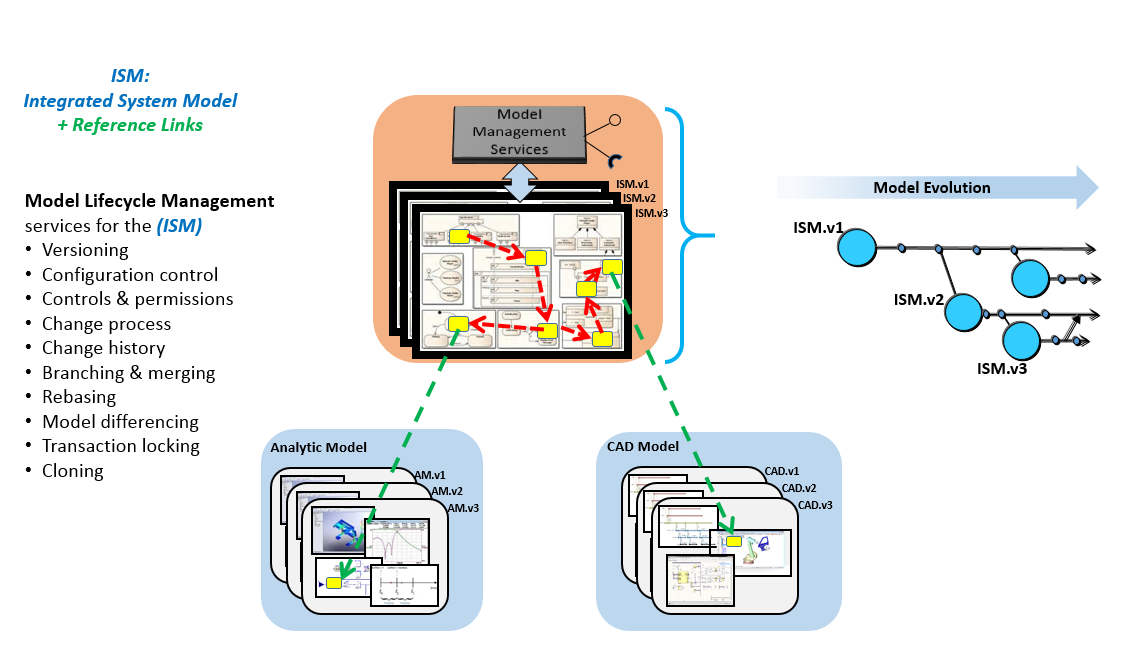 ISM:
Integrated System Model
+ Reference Links
Model Lifecycle Management
services for the (ISM)
• Versioning
• Configuration control
• Controls & permissions
• Change process
• Change history
• Branching & merging
• Rebasing
• Model differencing
• Transaction locking
• Cloning
Model
Management
Services
ISM.v1
ISM.v2
ISM.v3
Analytic Model
AM.v1
AM.v2
AM.v3
CAD Model
CAD.v1
CAD.v2
CAD.v3
Model Evolution
ISM.v1
ISM.v2
ISM.v3